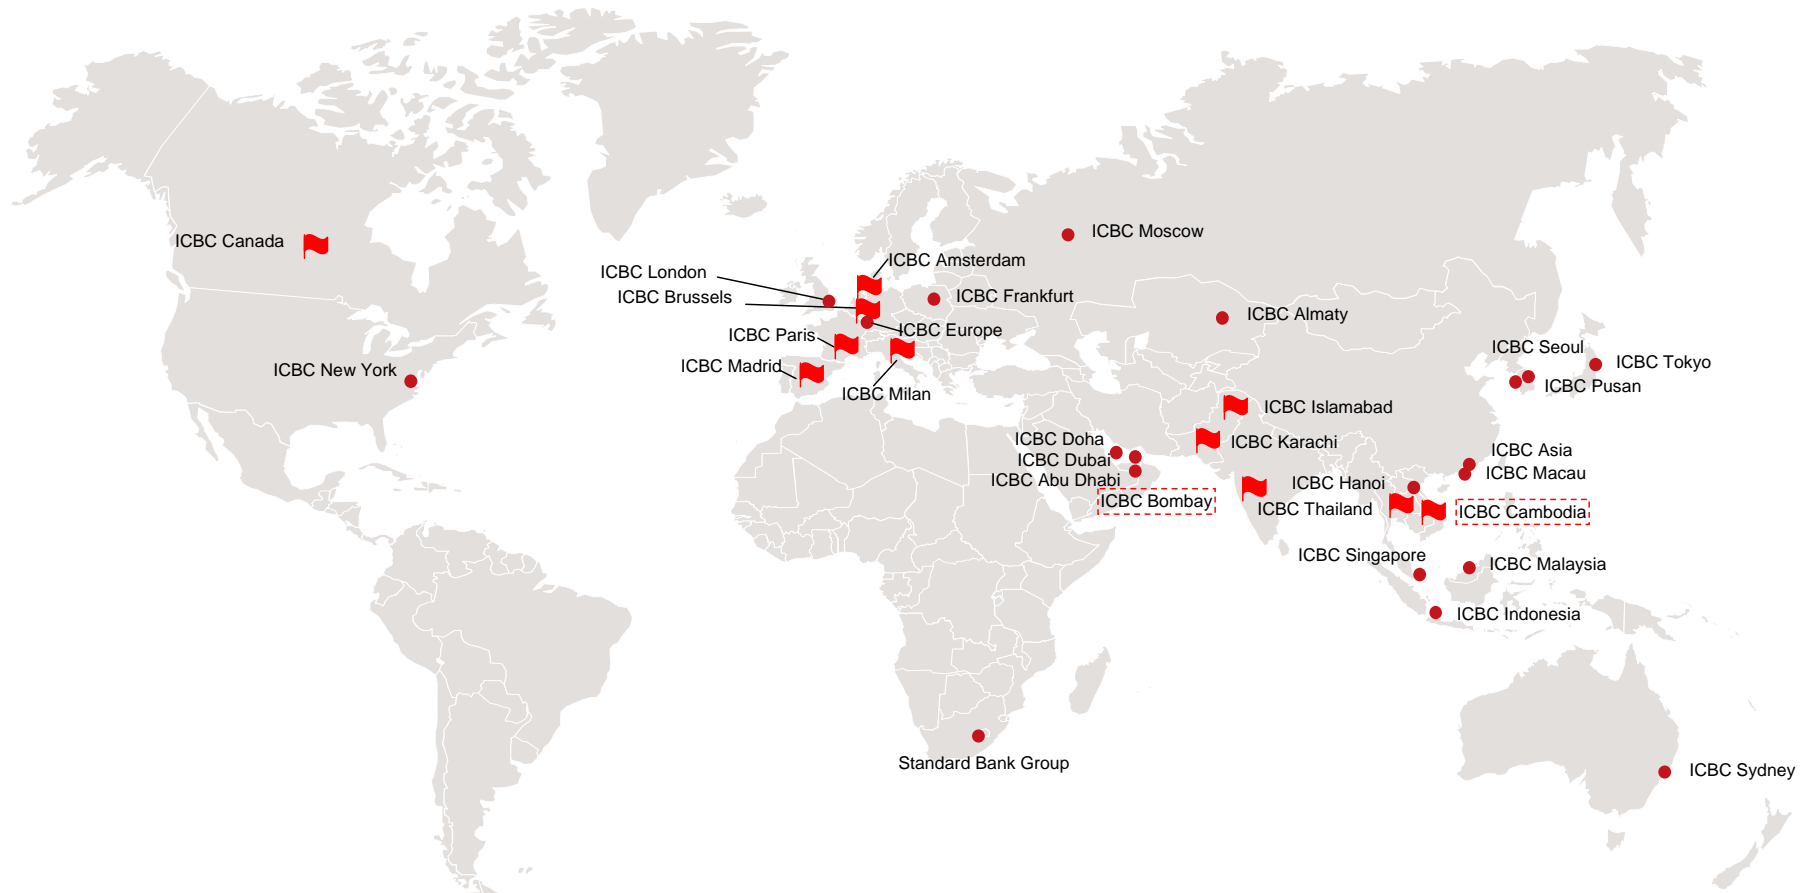 ICBC Canada
ICBC New York
ICBC London
ICBC Brussels
ICBC Paris
ICBC Madrid
ICBC Amsterdam
ICBC Frankfurt
ICBC Europe
ICBC Milan
ICBC Moscow
ICBC Almaty
ICBC Seoul
ICBC Tokyo
ICBC Pusan
ICBC Islamabad
ICBC Karachi
ICBC Doha
ICBC Dubai
ICBC Abu Dhabi
ICBC Bombay
ICBC Asia
ICBC Macau
ICBC Hanoi
ICBC Thailand
ICBC Cambodia
ICBC Singapore
ICBC Malaysia
ICBC Indonesia
Standard Bank Group
ICBC Sydney